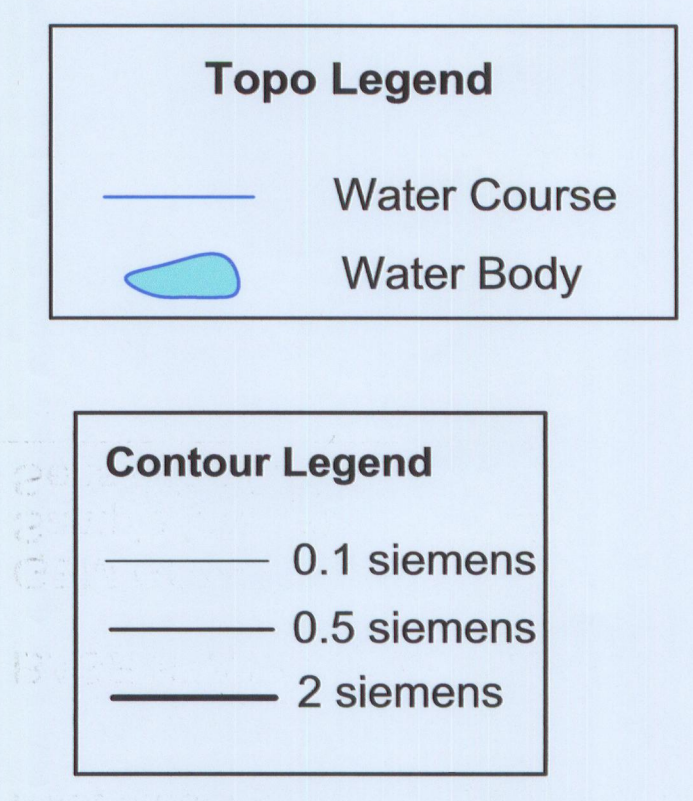 Topo Legend
Water Course
Water Body
Contour Legend
0.1 siemens
0.5 siemens
2 siemens